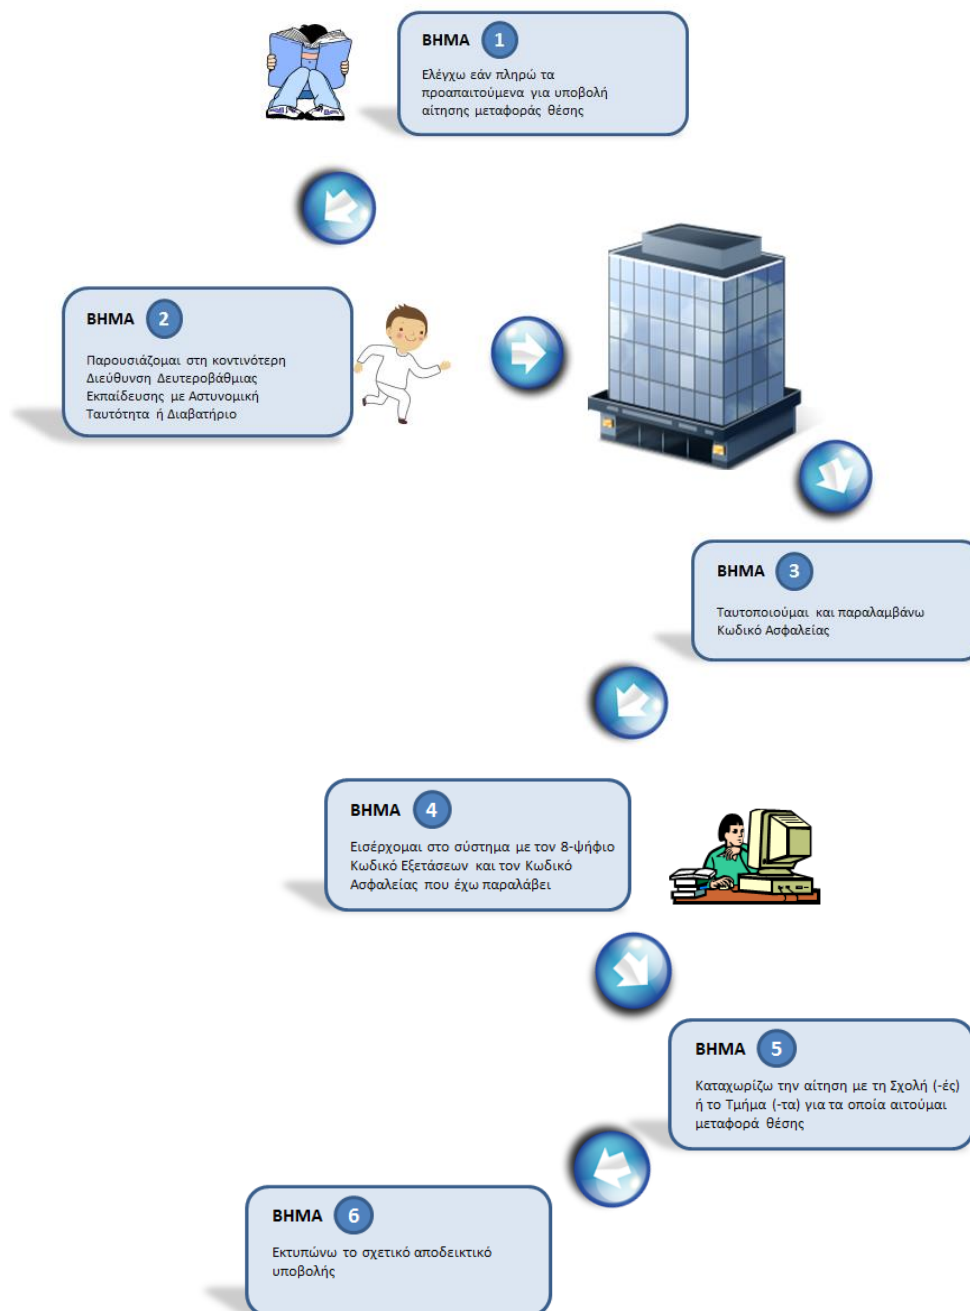 ΒΗΜΑ 1
Ελέγχω εάν πληρώ τα
προαπαιτούμενα για υποβολή
αίτησης μεταφοράς θέσης
ΒΗΜΑ 2
Παρουσιάζομαι στη κοντινότερη
Διεύθυνση Δευτεροβάθμιας
Εκπαίδευσης με Αστυνομική
Ταυτότητα ή Διαβατήριο
ΒΗΜΑ 3
Ταυτοποιούμαι και παραλαμβάνω
Κωδικό Ασφαλείας
ΒΗΜΑ 4
Εισέρχομαι στο σύστημα με τον 8-ψήφιο
Κωδικό Εξετάσεων και τον Κωδικό
Ασφαλείας που έχω παραλάβει
ΒΗΜΑ 5
Καταχωρίζω την αίτηση με τη Σχολή (-ές)
ή το Τμήμα (-τα) για τα οποία αιτούμαι
μεταφορά θέσης
ΒΗΜΑ 6
Εκτυπώνω το σχετικό αποδεικτικό
υποβολής